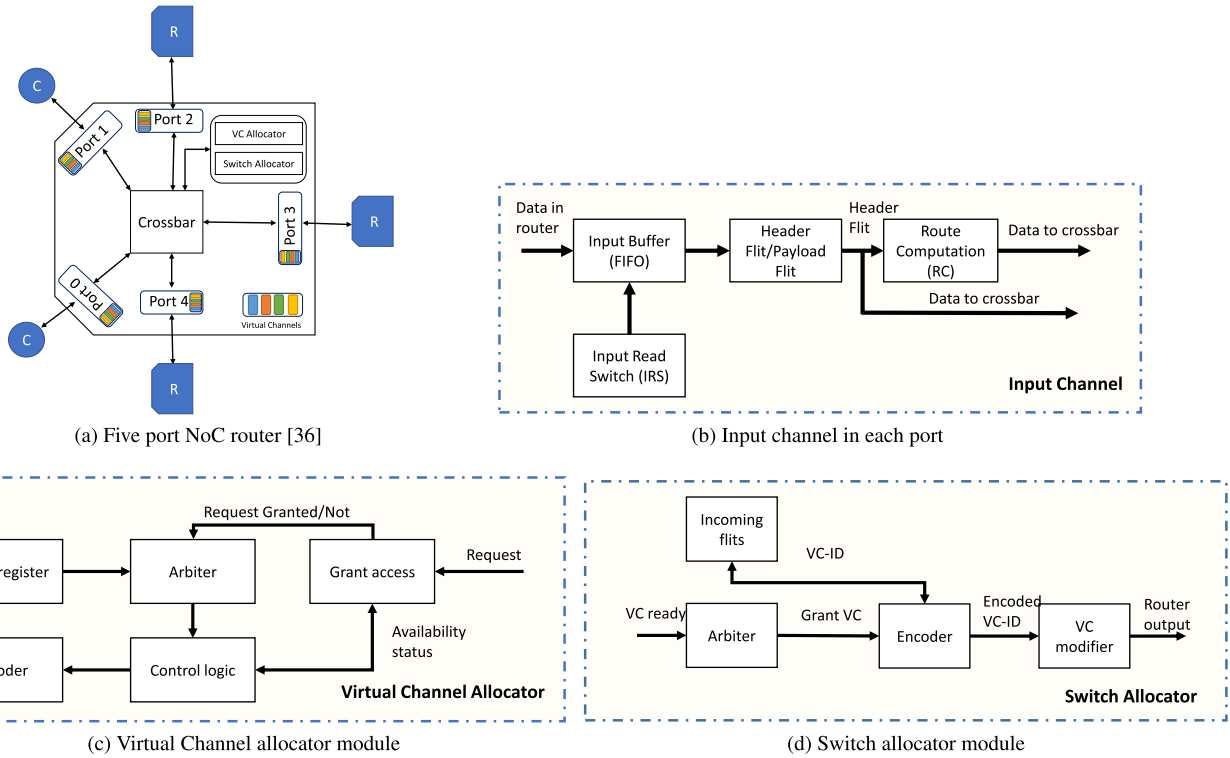 R
C
Port 2
Port 1
VC Allocator
Switch Allocator
Crossbar
Port 3
R
Port 0
Port 4
Virtual Channels
C
R
(a) Five port NoC router [36]
Data in
router
Input Buffer
(FIFO)
Header
Flit/Payload
Flit
Header
Flit
Route
Computation
(RC)
Data to crossbar
Data to crossbar
Input Read
Switch (IRS)
Input Channel
(b) Input channel in each port
Request Granted/Not
register
Arbiter
Grant access
Request
Availability
status
oder
Control logic
Virtual Channel Allocator
(c) Virtual Channel allocator module
Incoming
flits
VC-ID
VC ready
Arbiter
Grant VC
Encoder
Encoded
VC-ID
VC
modifier
Router
output
Switch Allocator
(d) Switch allocator module